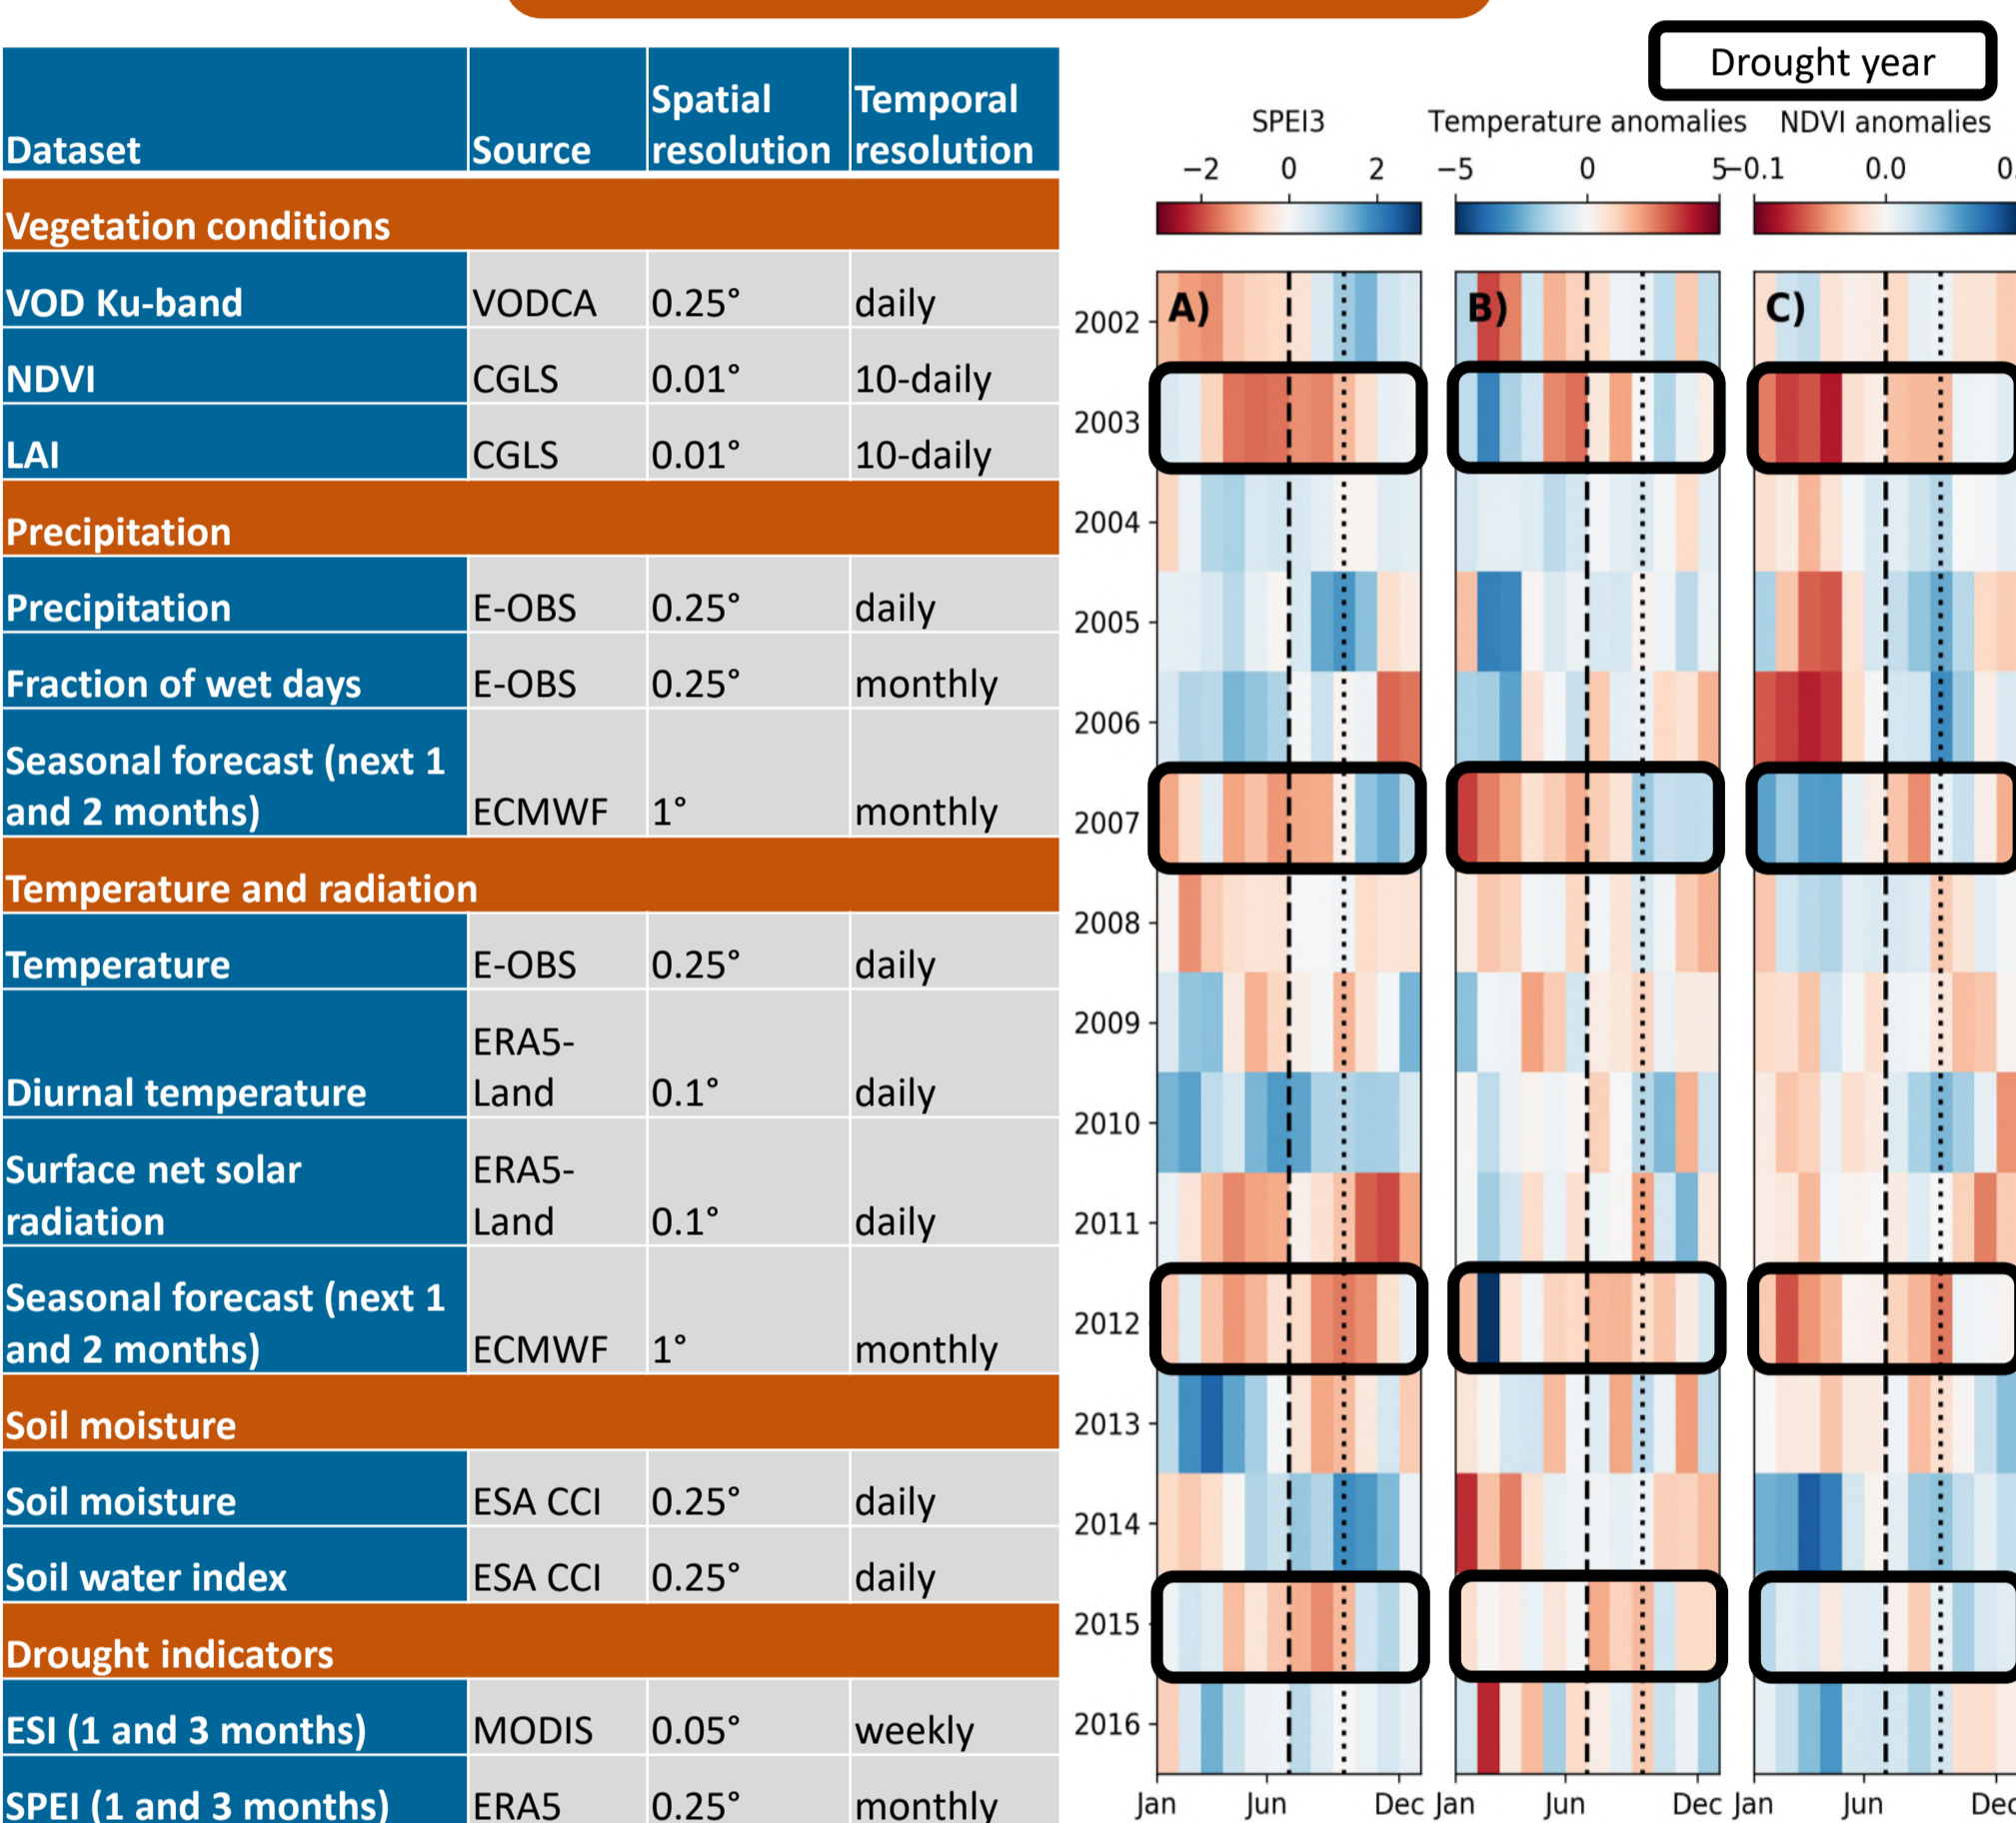 Dataset Source Spatial resolution Temporal resolution
Vegetation conditions
VOD Ku-band VODCA 0.25° daily
NDVI CGLS 0.01° 10-daily
LAI CGLS 0.01° 10-daily
Precipitation
Precipitation E-OBS 0.25° daily
Fraction of wet days E-OBS 0.25° monthly
Seasonal forecast (next 1
and 2 months) ECMWF 1° monthly
Temperature and radiation
Temperature E-OBS 0.25° daily
Diurnal temperature ERA5-Land 0.1° daily
Surface net solar
radiation ERA5-Land 0.1° daily
Seasonal forecast (next 1
and 2 months) ECMWF 1° monthly
Soil moisture
Soil moisture ESA CCI 0.25° daily
Soil water index ESA CCI 0.25° daily
Drought indicators
ESI (1 and 3 months) MODIS 0.05° weekly
SPEI (1 and 3 months) ERA5 0.25° monthly
Drought year
SPEI3 Temperature anomalies NDVI anomalies
−2 0 2 −5 0 5 −0.1 0.0 0.
A) B) C)
2002
2003
2004
2005
2006
2007
2008
2009
2010
2011
2012
2013
2014
2015
2016
Jan Jun Dec Jan Jun Dec Jan Jun Dec